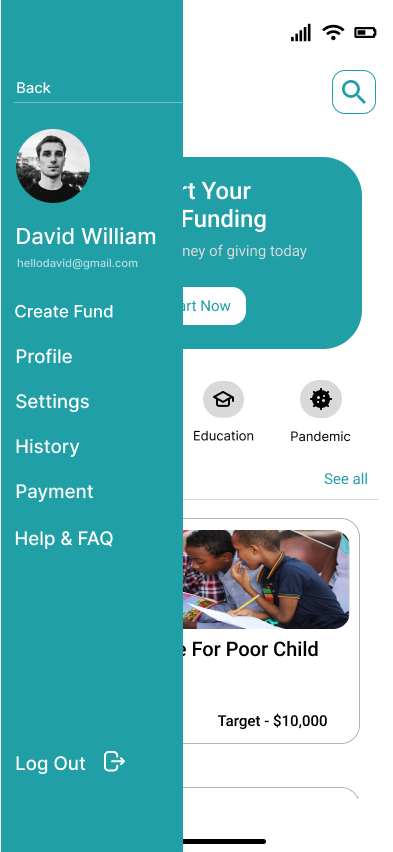 Back
David William
hellodavid@gmail.com
Create Fund
Profile
Settings
History
Payment
Help & FAQ
Log Out
rt Your
Funding
ney of giving today
art Now
Education
Pandemic
See all
e For Poor Child
Target - $10,000